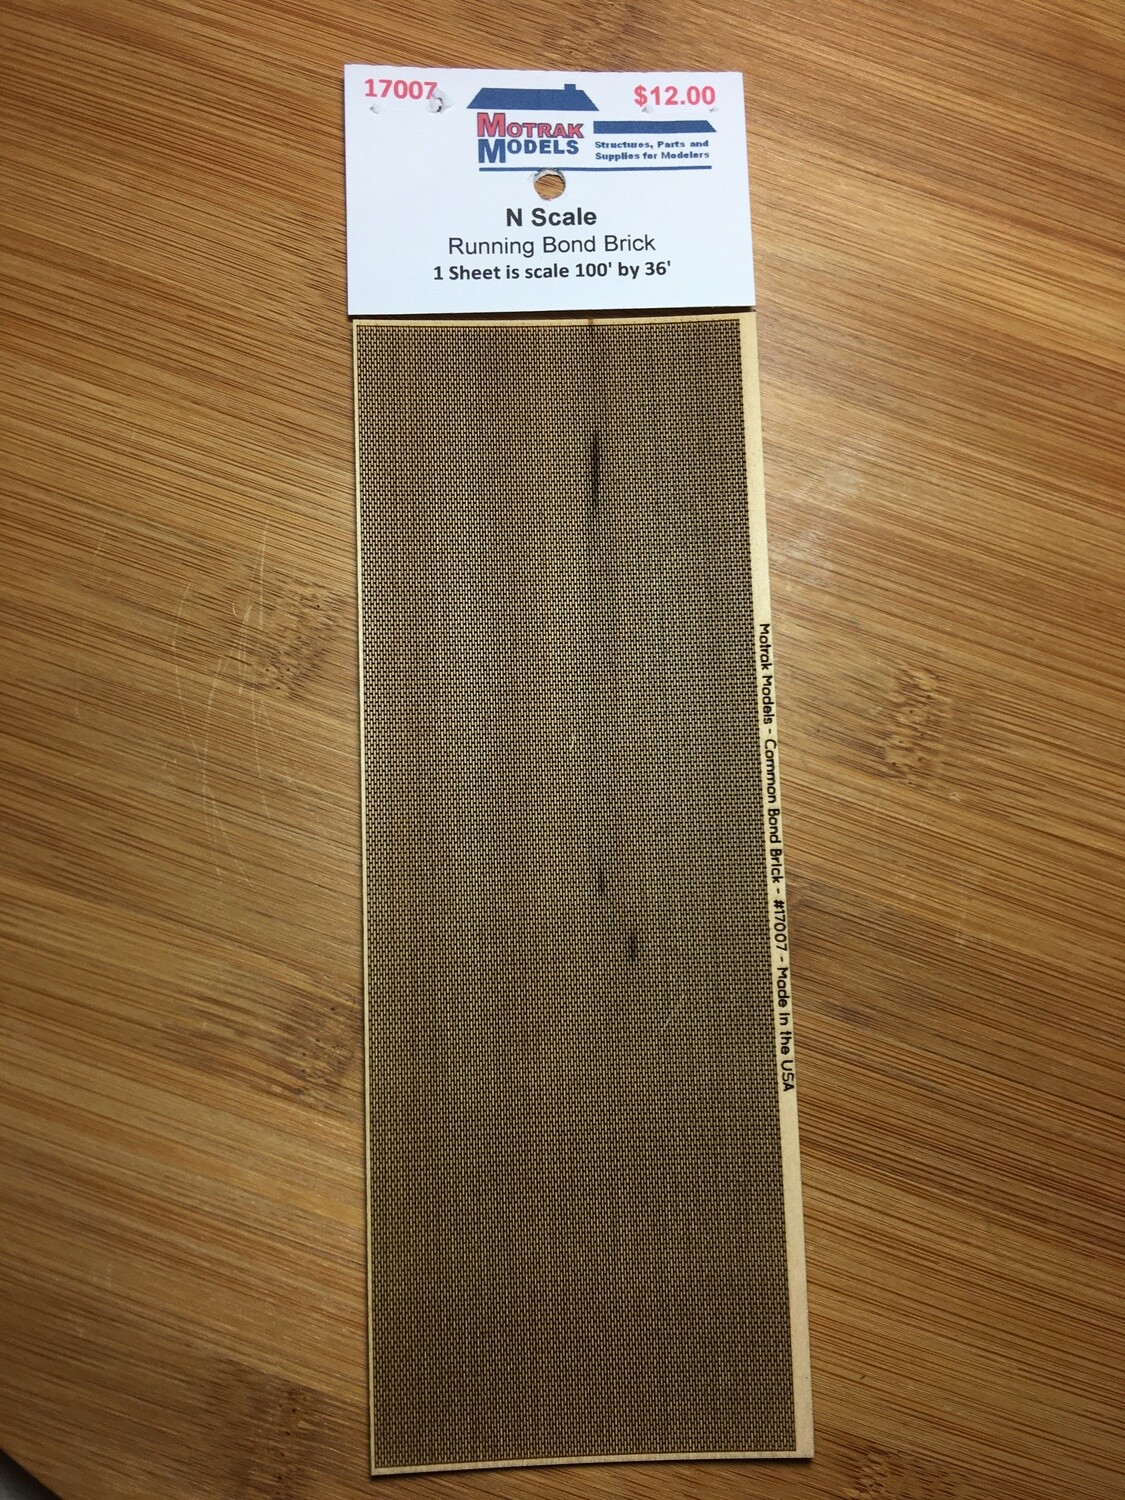 17007
$12.00
MOTRAK
MODELS
Structures, Parts and
Supplies for Modelers
N Scale
Running Bond Brick
1 Sheet is scale 100' by 36'
Motrak Models - Common Bond Brick - #17007 - Made in the USA